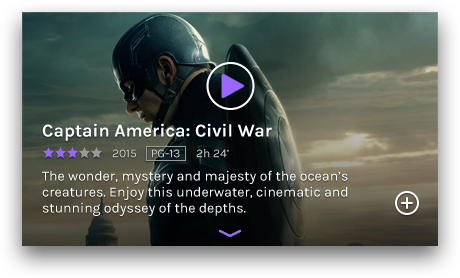 Captain America: Civil War
2015 PG-13 2h 24'
The wonder, mystery and majesty of the ocean's
creatures. Enjoy this underwater, cinematic and
stunning odyssey of the depths.